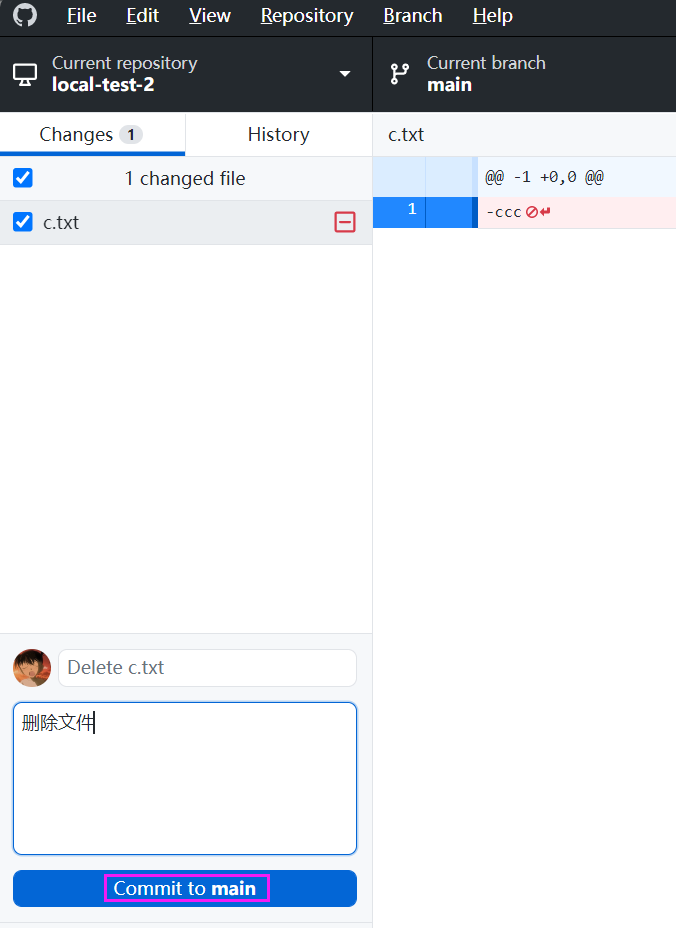 File Edit View Repository Branch Help
Current repository
local-test-2
Current branch
main
Changes 1
History
c.txt
1 changed file
c.txt
@@ -1 +0,0 @@
1 -ccc
Delete c.txt
删除文件
Commit to main